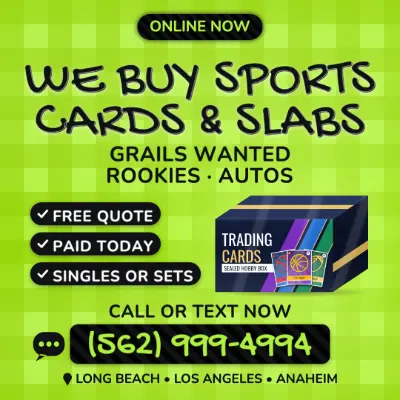 ONLINE NOW
WE BUY SPORTS
CARDS & SLABS
GRAILS WANTED
ROOKIES · AUTOS
✓ FREE QUOTE
✓ PAID TODAY
✓ SINGLES OR SETS
TRADING
CARDS
SEALED HOBBY BOX
CALL OR TEXT NOW
(562) 999-4994
LONG BEACH • LOS ANGELES • ANAHEIM